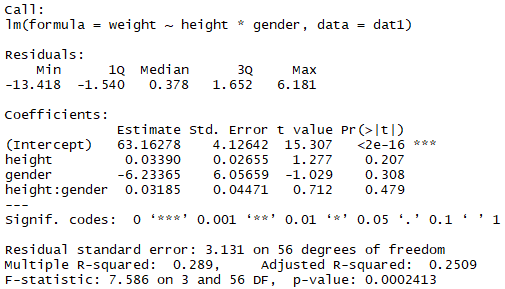 Call:
lm(formula = weight ~ height * gender, data = dat1)
Residuals:
Min 1Q Median 3Q Max
-13.418 -1.540 0.378 1.652 6.181
Coefficients:
Estimate Std. Error t value Pr(>|t|)
(Intercept) 63.16278 4.12642 15.307 <2e-16 ***
height 0.03390 0.02655 1.277 0.207
gender -6.23365 6.05659 -1.029 0.308
height:gender 0.03185 0.04471 0.712 0.479
---
Signif. codes: 0 ‘***’ 0.001 ‘**’ 0.01 ‘*’ 0.05 ‘.’ 0.1 ‘ ’ 1
Residual standard error: 3.131 on 56 degrees of freedom
Multiple R-squared: 0.289, Adjusted R-squared: 0.2509
F-statistic: 7.586 on 3 and 56 DF, p-value: 0.0002413